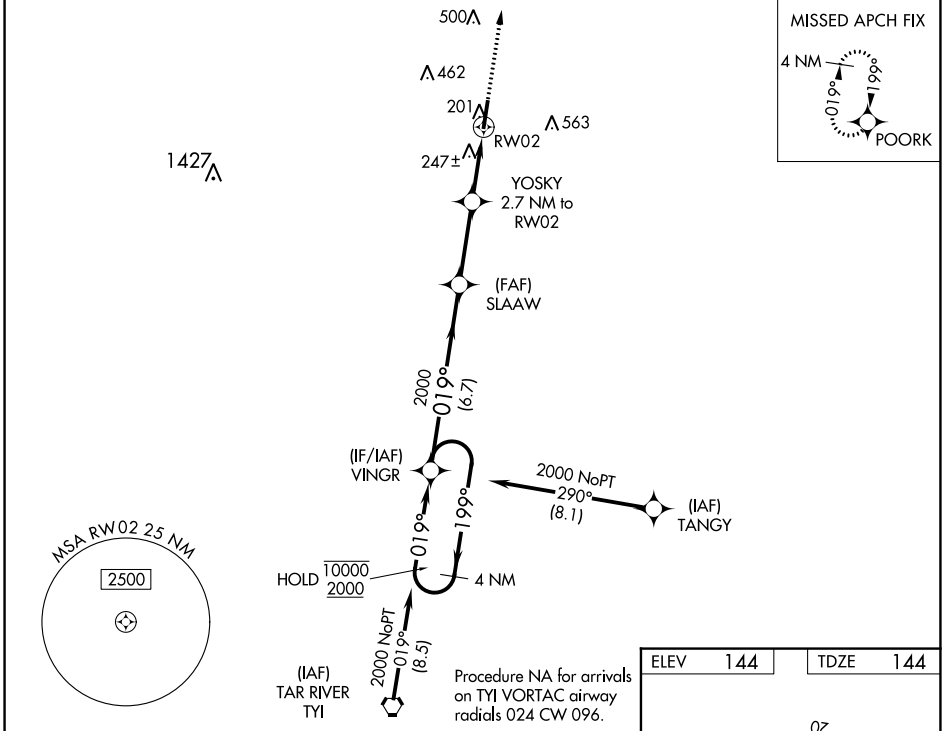 500
462
201
RW02
563
247±
1427
YOSKY
2.7 NM to
RW02
(FAF)
SLAAW
2000
019°
(6.7)
(IF/IAF)
VINGR
2000 NoPT
290°
(8.1)
(IAF)
TANGY
019°
199°
HOLD 10000
2000
4 NM
2000 NoPT
019°
(8.5)
(IAF)
TAR RIVER
TYI
Procedure NA for arrivals
on TYI VORTAC airway
radials 024 CW 096.
MSA RW02 25 NM
2500
MISSED APCH FIX
4 NM
019°
199°
POORK
ELEV 144
TDZE 144